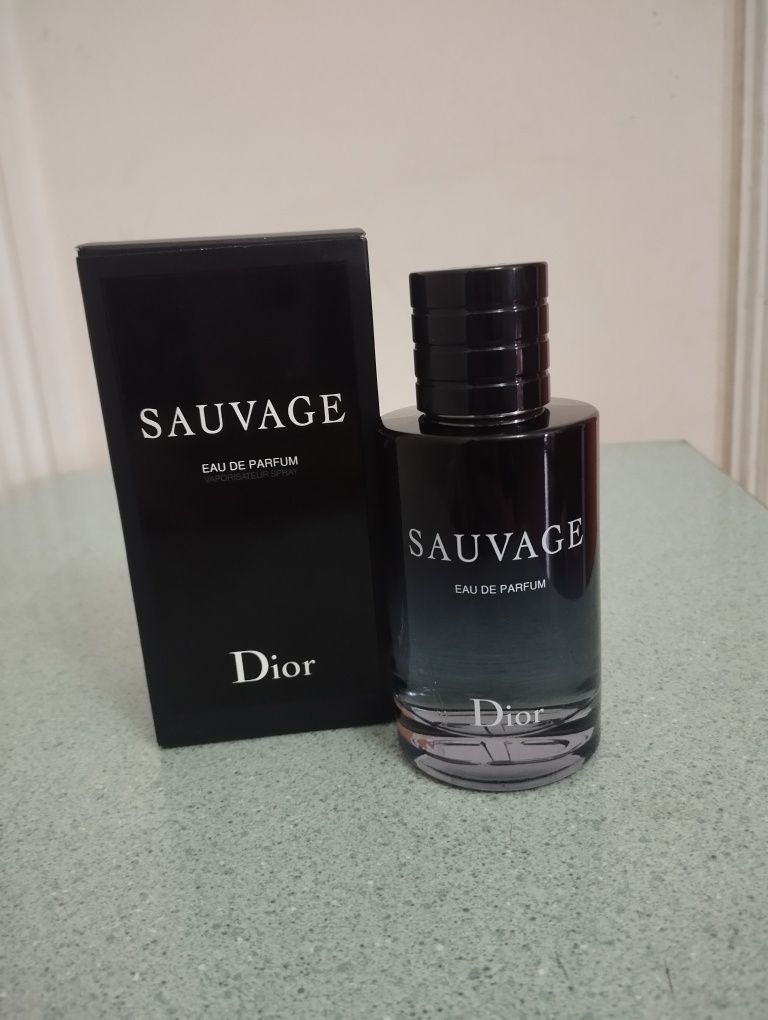 SAUVAGE
EAU DE PARFUM
VAPORISATEUR SPRAY
Dior
SAUVAGE
EAU DE PARFUM
Dior